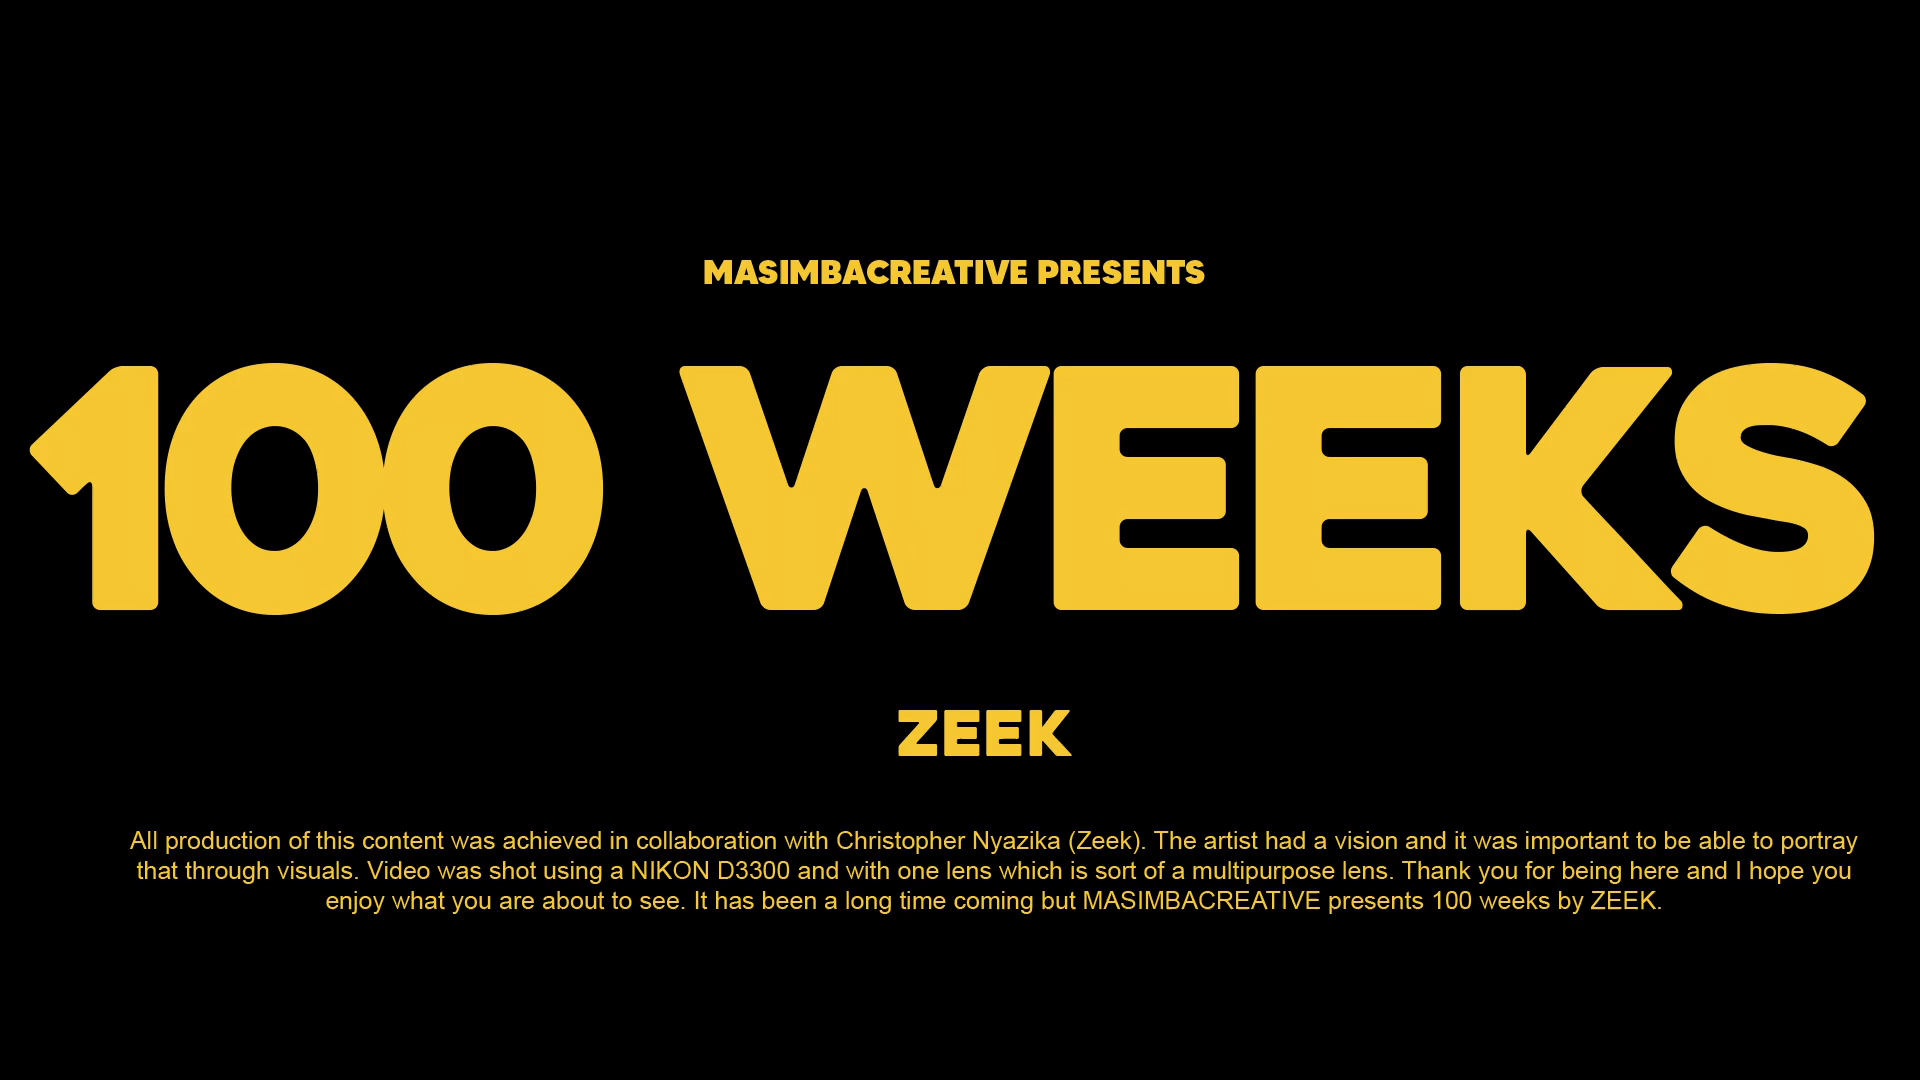 MASIMBACREATIVE PRESENTS
100 WEEKS
ZEEK
All production of this content was achieved in collaboration with Christopher Nyazika (Zeek). The artist had a vision and it was important to be able to portray
that through visuals. Video was shot using a NIKON D3300 and with one lens which is sort of a multipurpose lens. Thank you for being here and I hope you
enjoy what you are about to see. It has been a long time coming but MASIMBACREATIVE presents 100 weeks by ZEEK.